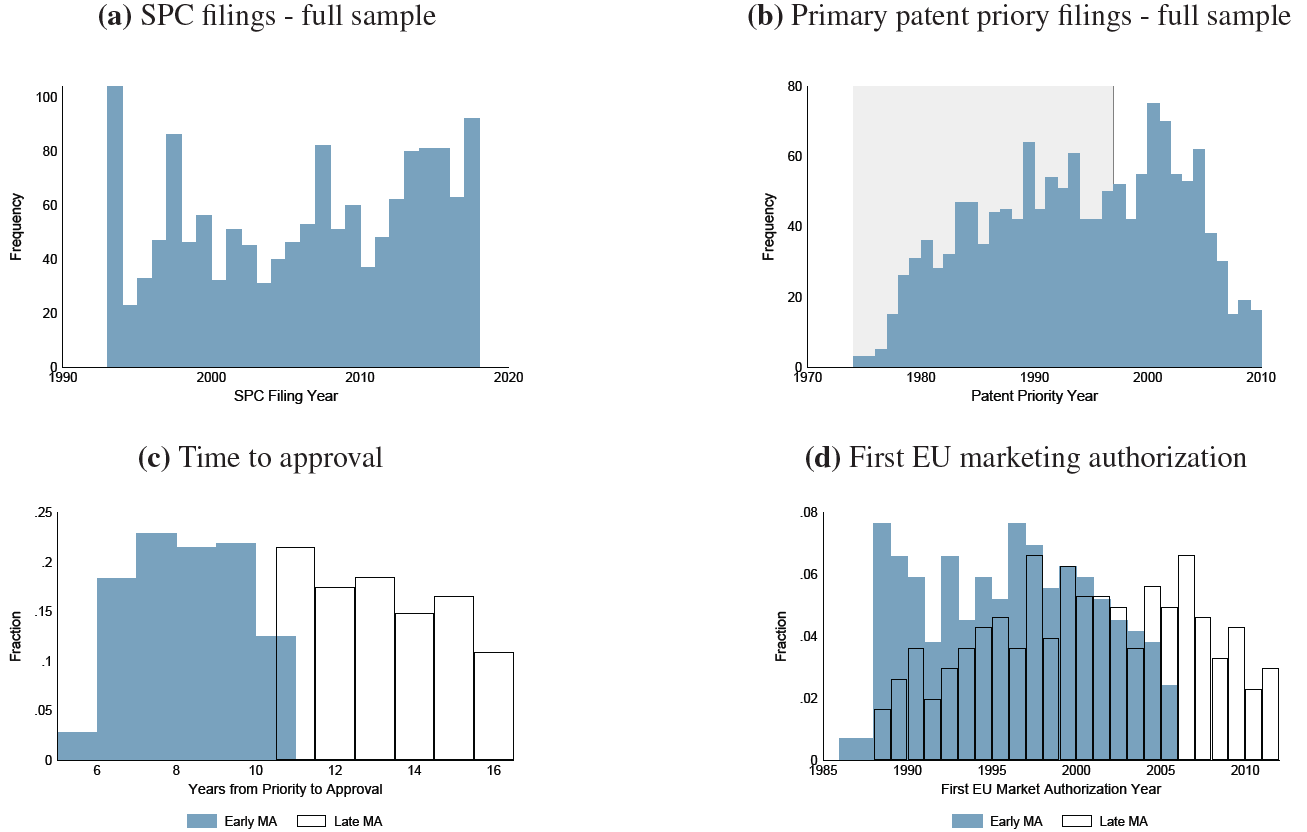 (a) SPC filings - full sample
100
80
60
40
20
0
Frequency
1990
2000
2010
2020
SPC Filing Year
(b) Primary patent priory filings - full sample
80
60
40
20
0
Frequency
1970
1980
1990
2000
2010
Patent Priority Year
(c) Time to approval
.25
.2
.15
.1
.05
0
Fraction
6
8
10
12
14
16
Years from Priority to Approval
Early MA
Late MA
(d) First EU marketing authorization
.08
.06
.04
.02
0
Fraction
1985
1990
1995
2000
2005
2010
First EU Market Authorization Year
Early MA
Late MA